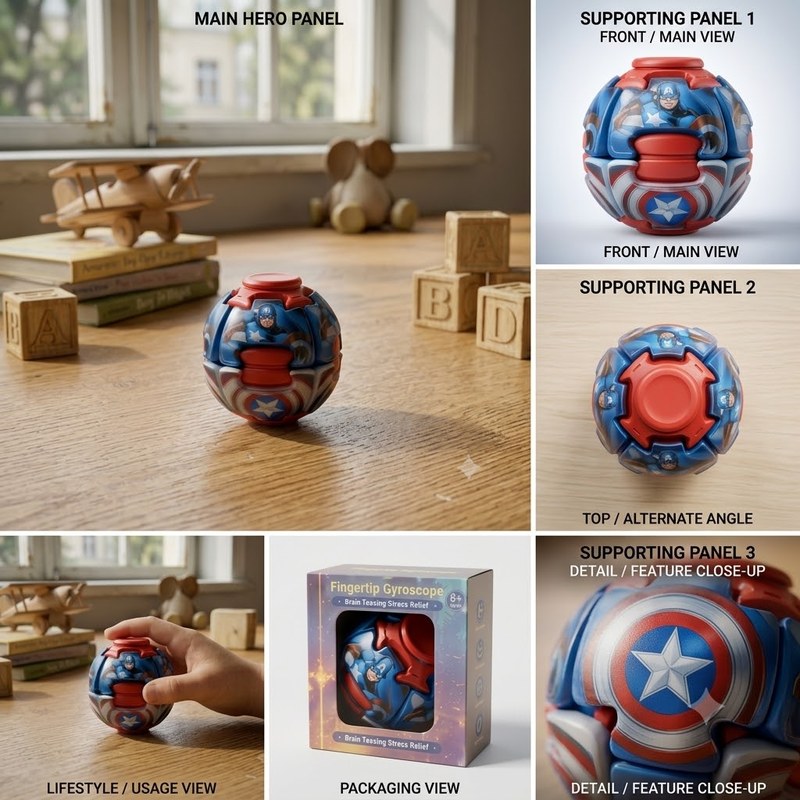 MAIN HERO PANEL
SUPPORTING PANEL 1
FRONT / MAIN VIEW
FRONT / MAIN VIEW
SUPPORTING PANEL 2
TOP / ALTERNATE ANGLE
A
B
D
B A
LIFESTYLE / USAGE VIEW
Fingertip Gyroscope
Brain Teasing Strecs Relief
6+
Brain Teasing Strecs Relief
PACKAGING VIEW
SUPPORTING PANEL 3
DETAIL / FEATURE CLOSE-UP
DETAIL / FEATURE CLOSE-UP